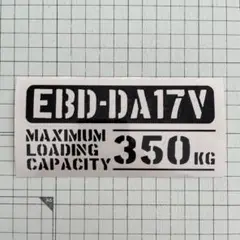 EBD-DA17V
MAXIMUM
LOADING
CAPACITY
350KG